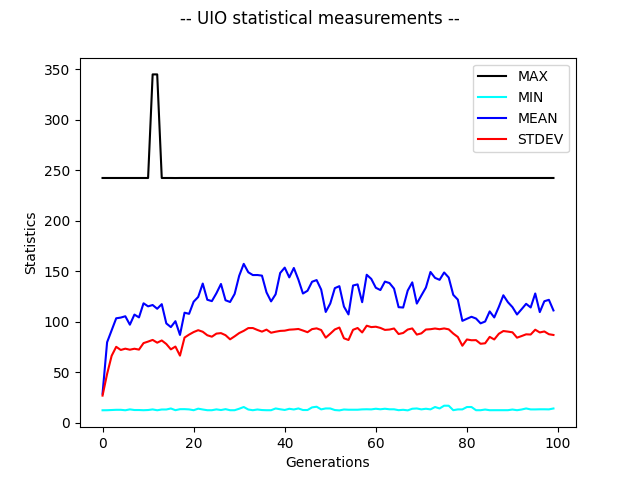 -- UIO statistical measurements --
350
300
250
200
150
100
50
0
Statistics
MAX
MIN
MEAN
STDEV
0 20 40 60 80 100
Generations